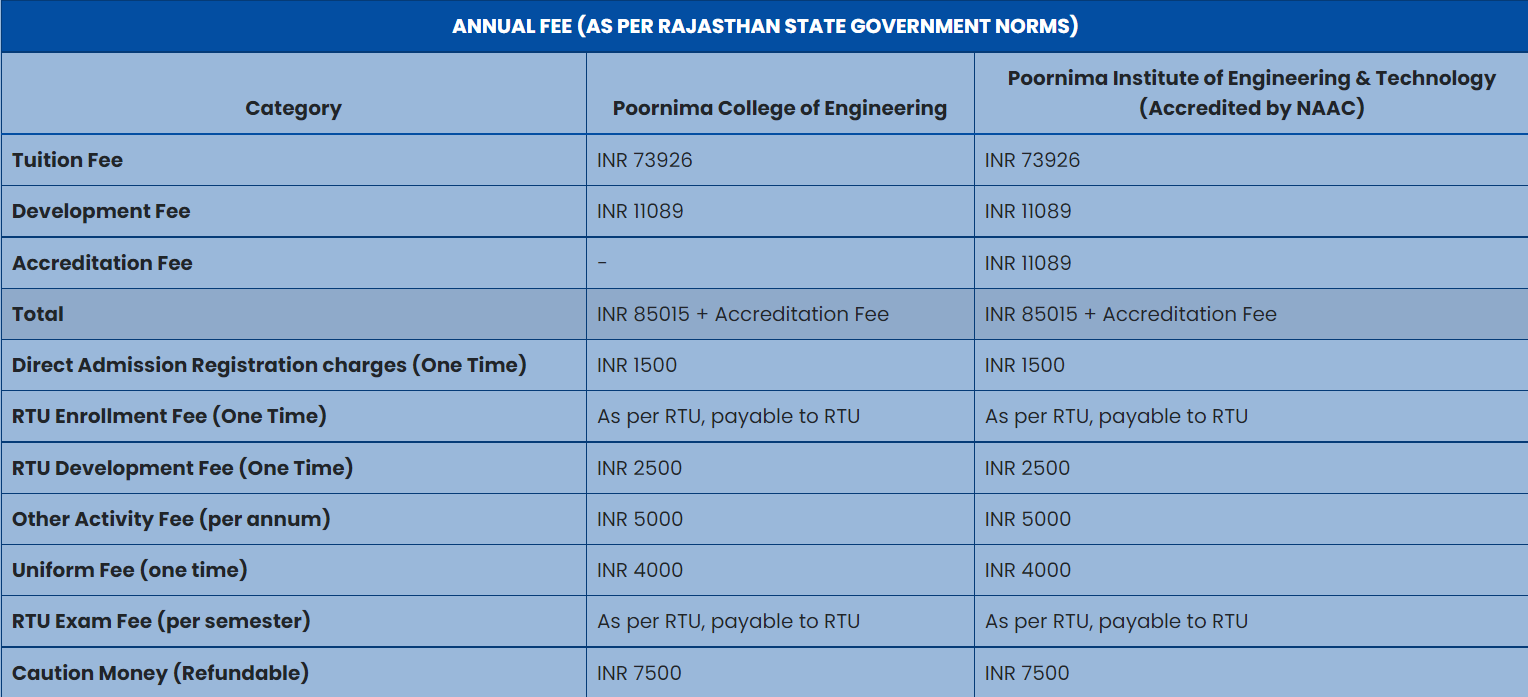 ANNUAL FEE (AS PER RAJASTHAN STATE GOVERNMENT NORMS)
Category Poornima College of Engineering Poornima Institute of Engineering & Technology
(Accredited by NAAC)
Tuition Fee INR 73926 INR 73926
Development Fee INR 11089 INR 11089
Accreditation Fee - INR 11089
Total INR 85015 + Accreditation Fee INR 85015 + Accreditation Fee
Direct Admission Registration charges (One Time) INR 1500 INR 1500
RTU Enrollment Fee (One Time) As per RTU, payable to RTU As per RTU, payable to RTU
RTU Development Fee (One Time) INR 2500 INR 2500
Other Activity Fee (per annum) INR 5000 INR 5000
Uniform Fee (one time) INR 4000 INR 4000
RTU Exam Fee (per semester) As per RTU, payable to RTU As per RTU, payable to RTU
Caution Money (Refundable) INR 7500 INR 7500